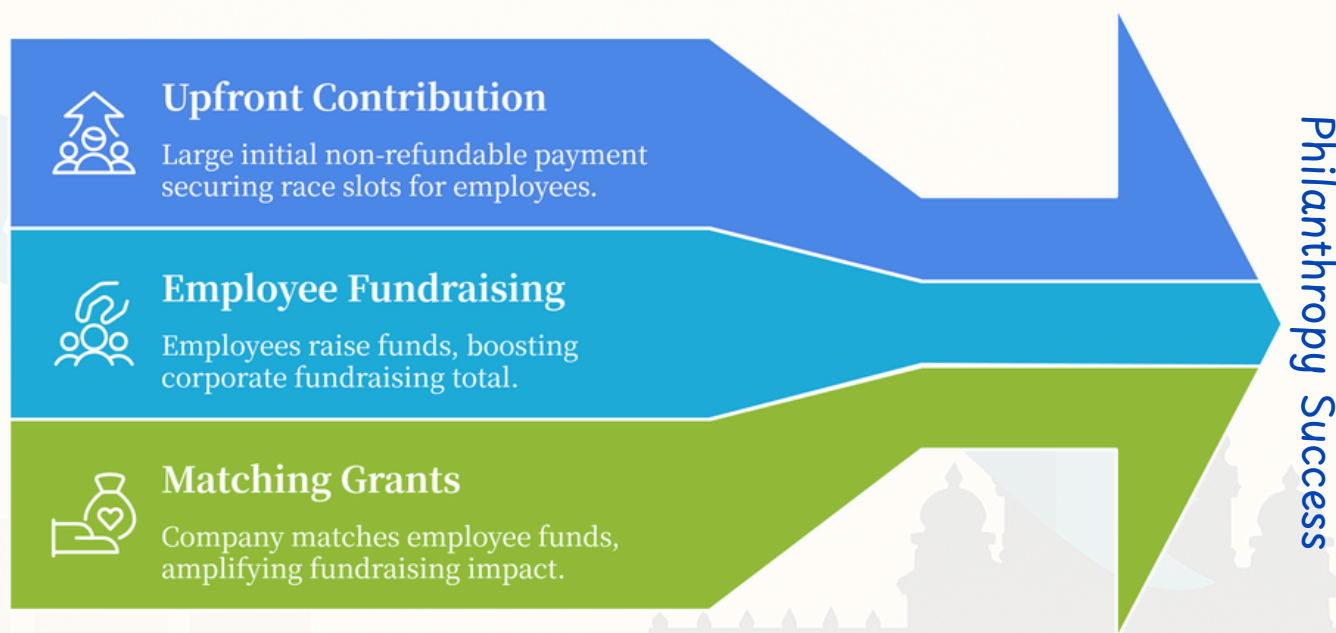 Upfront Contribution
Large initial non-refundable payment
securing race slots for employees.
Employee Fundraising
Employees raise funds, boosting
corporate fundraising total.
Matching Grants
Company matches employee funds,
amplifying fundraising impact.
Philanthropy Success